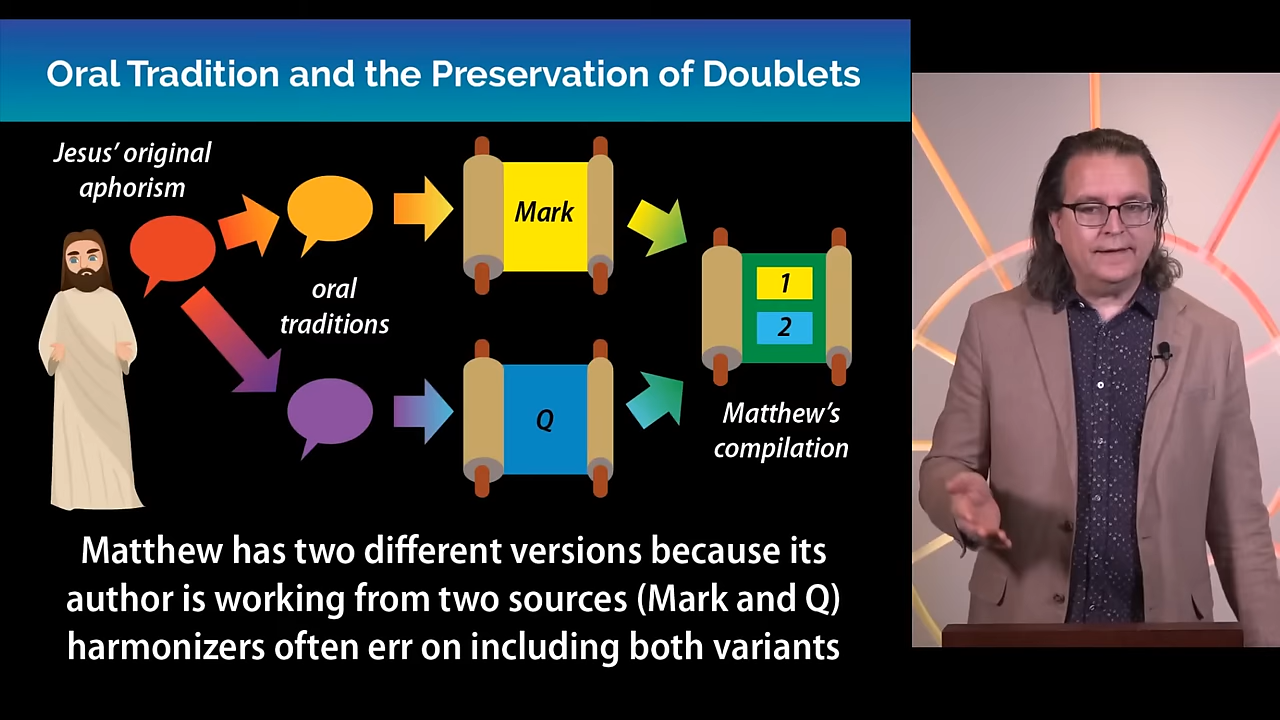 Oral Tradition and the Preservation of Doublets
Jesus’ original
aphorism
oral
traditions
Mark
Q
1
2
Matthew’s
compilation
Matthew has two different versions because its
author is working from two sources (Mark and Q)
harmonizers often err on including both variants